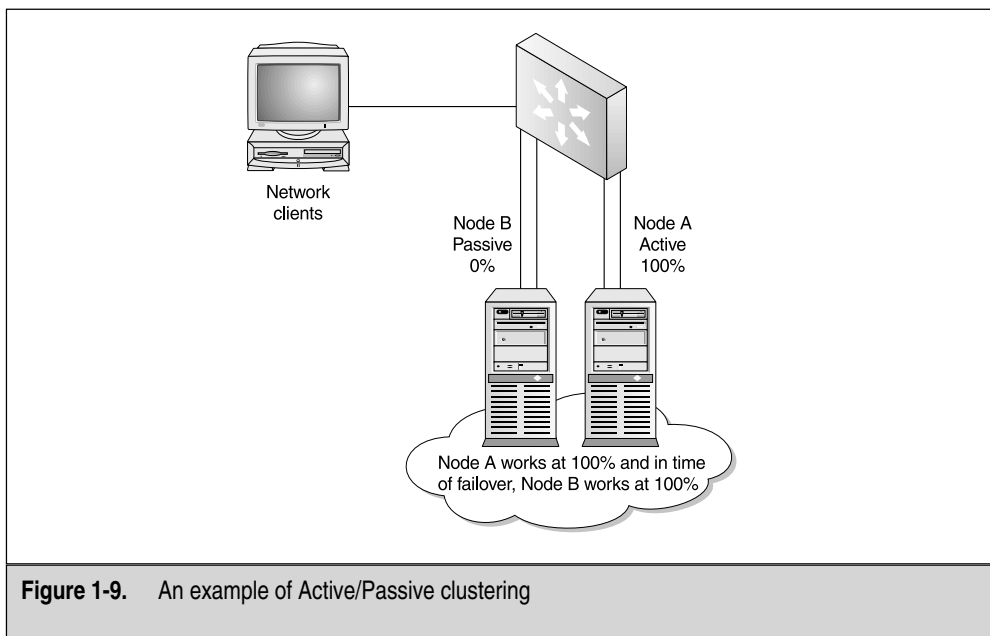 Network
clients
Node B
Passive
0%
Node A
Active
100%
Node A works at 100% and in time
of failover, Node B works at 100%
Figure 1-9. An example of Active/Passive clustering